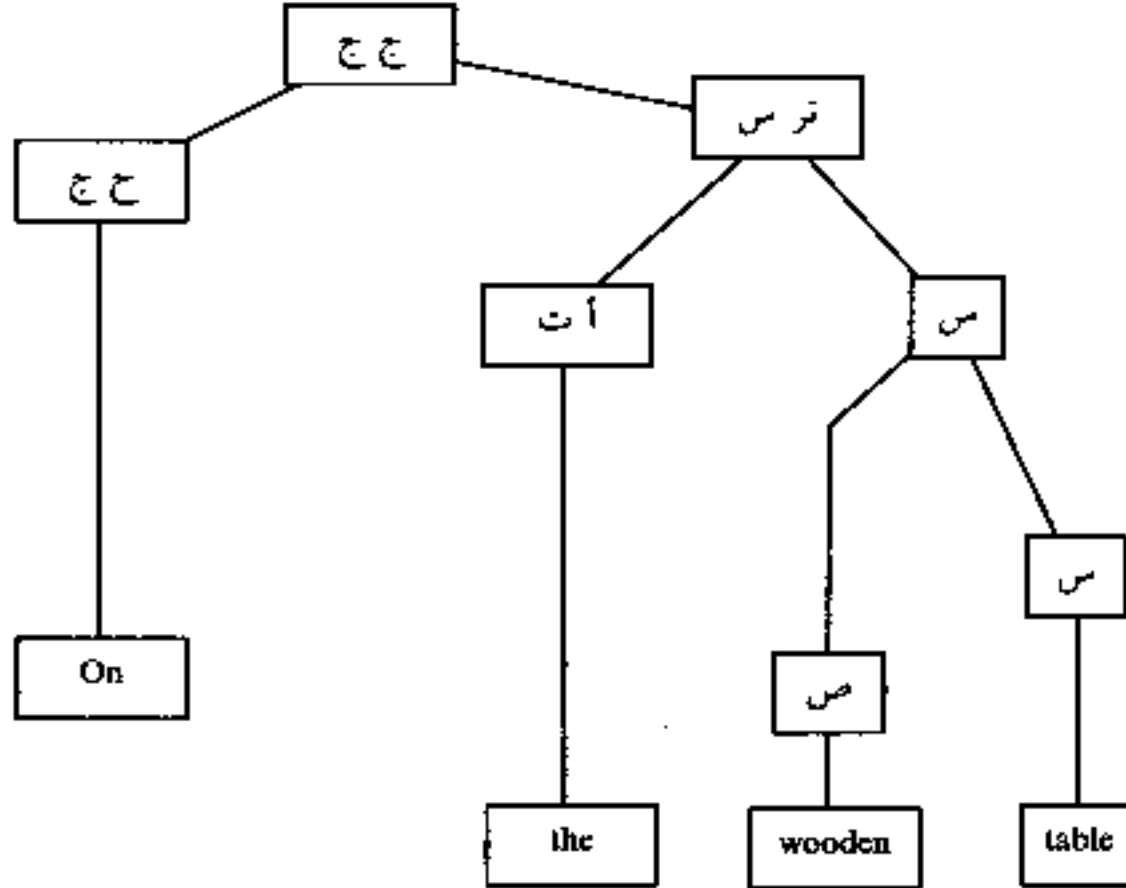 ج ج
تر س
ح ج
أ ت
س
س
On
ص
the
wooden
table